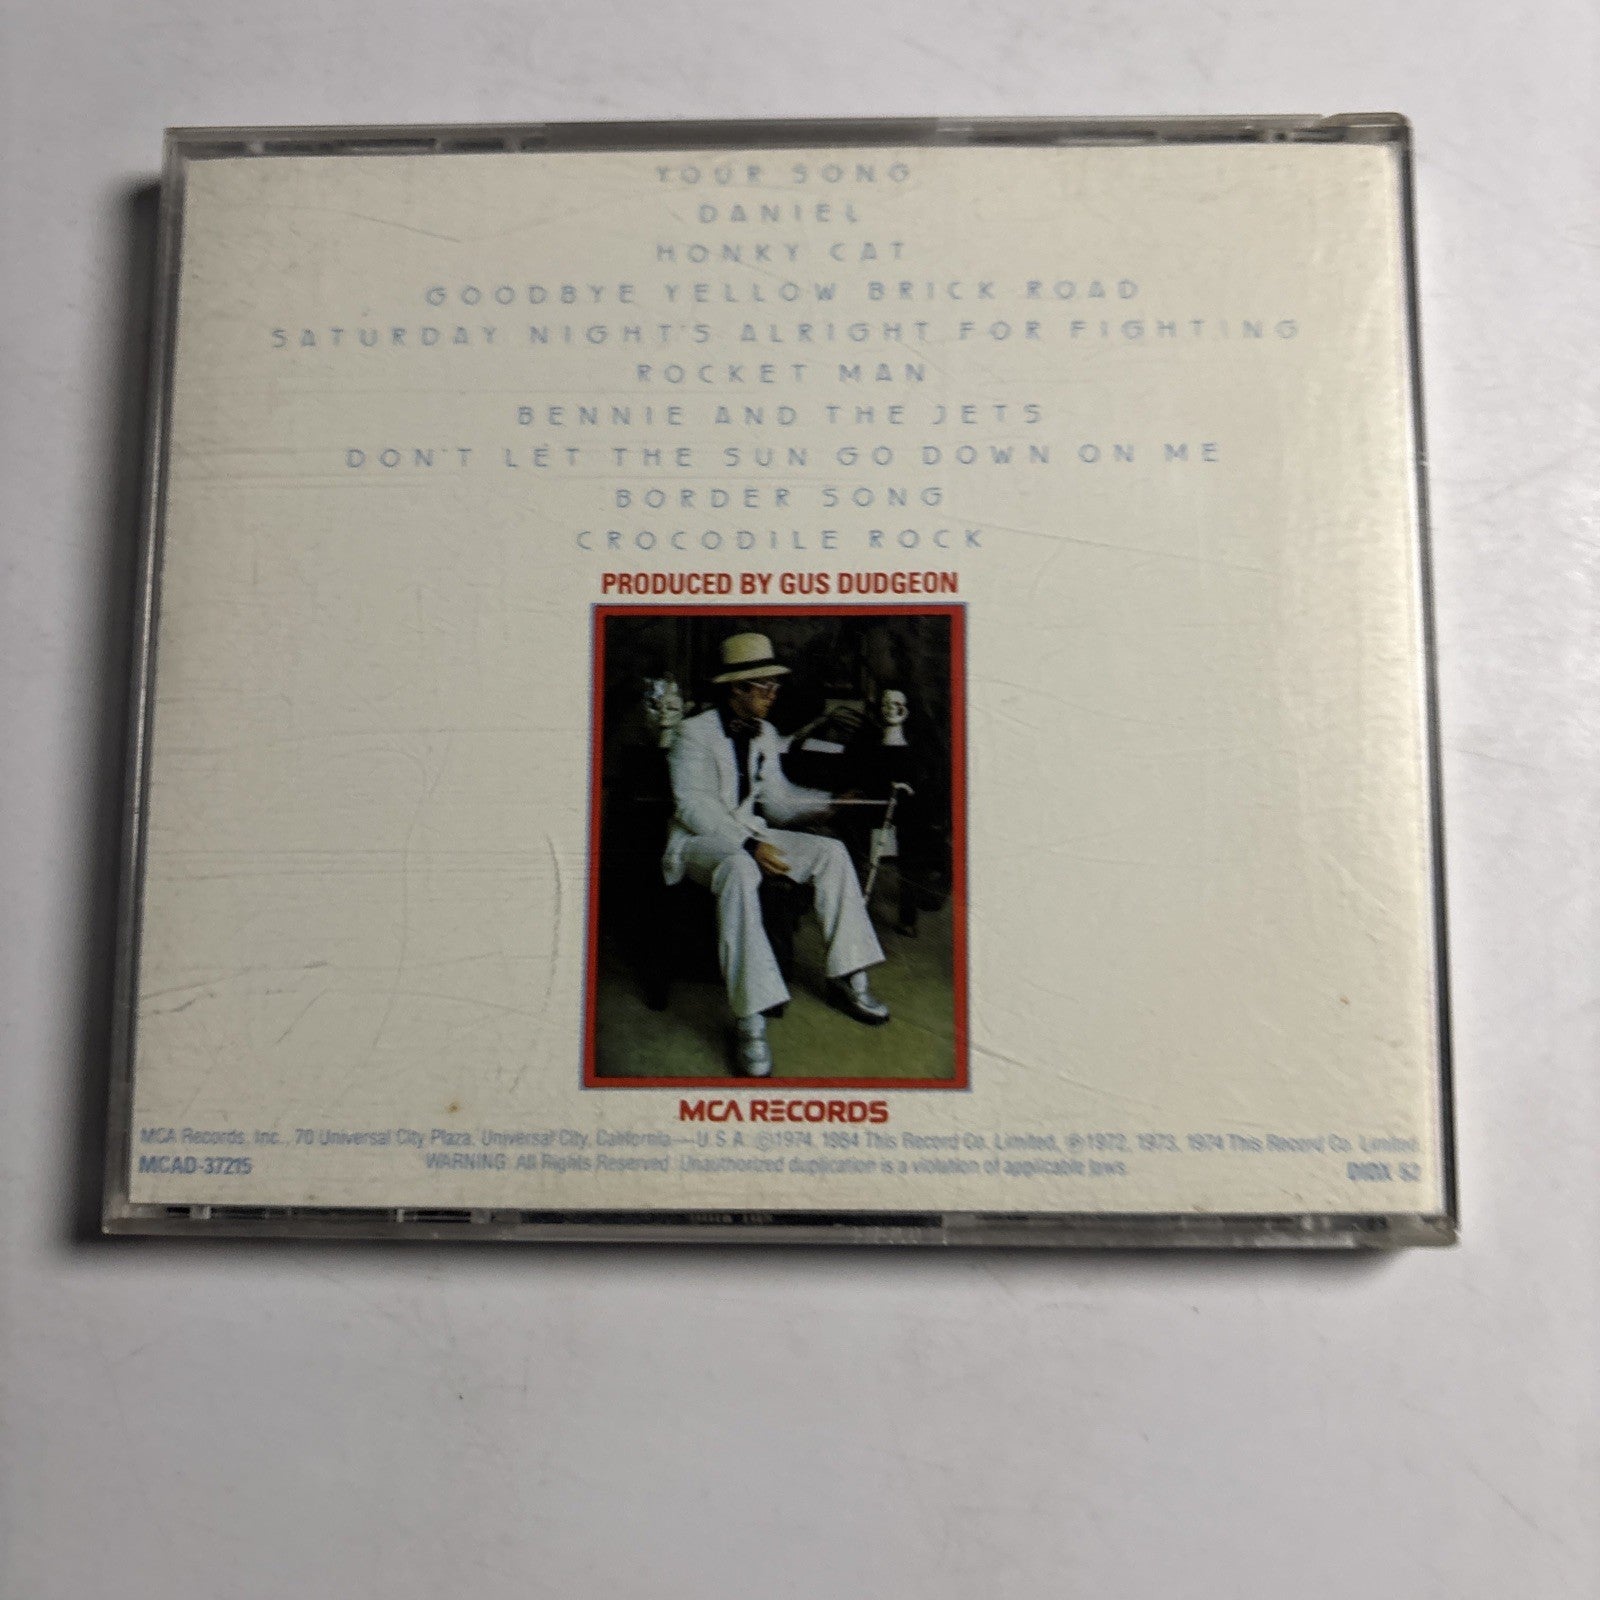 YOUR SONG
DANIEL
HONKY CAT
GOODBYE YELLOW BRICK ROAD
SATURDAY NIGHT'S ALRIGHT FOR FIGHTING
ROCKET MAN
BENNIE AND THE JETS
DON'T LET THE SUN GO DOWN ON ME
BORDER SONG
CROCODILE ROCK
PRODUCED BY GUS DUDGEON
MCA RECORDS
MCA Records, Inc., 70 Universal City Plaza, Universal City, California—U.S.A. ©1974, 1984 This Record Co. Limited, ℗1972, 1973, 1974 This Record Co. Limited
MCAD-37215 WARNING: All Rights Reserved. Unauthorized duplication is a violation of applicable laws. DIDX 52